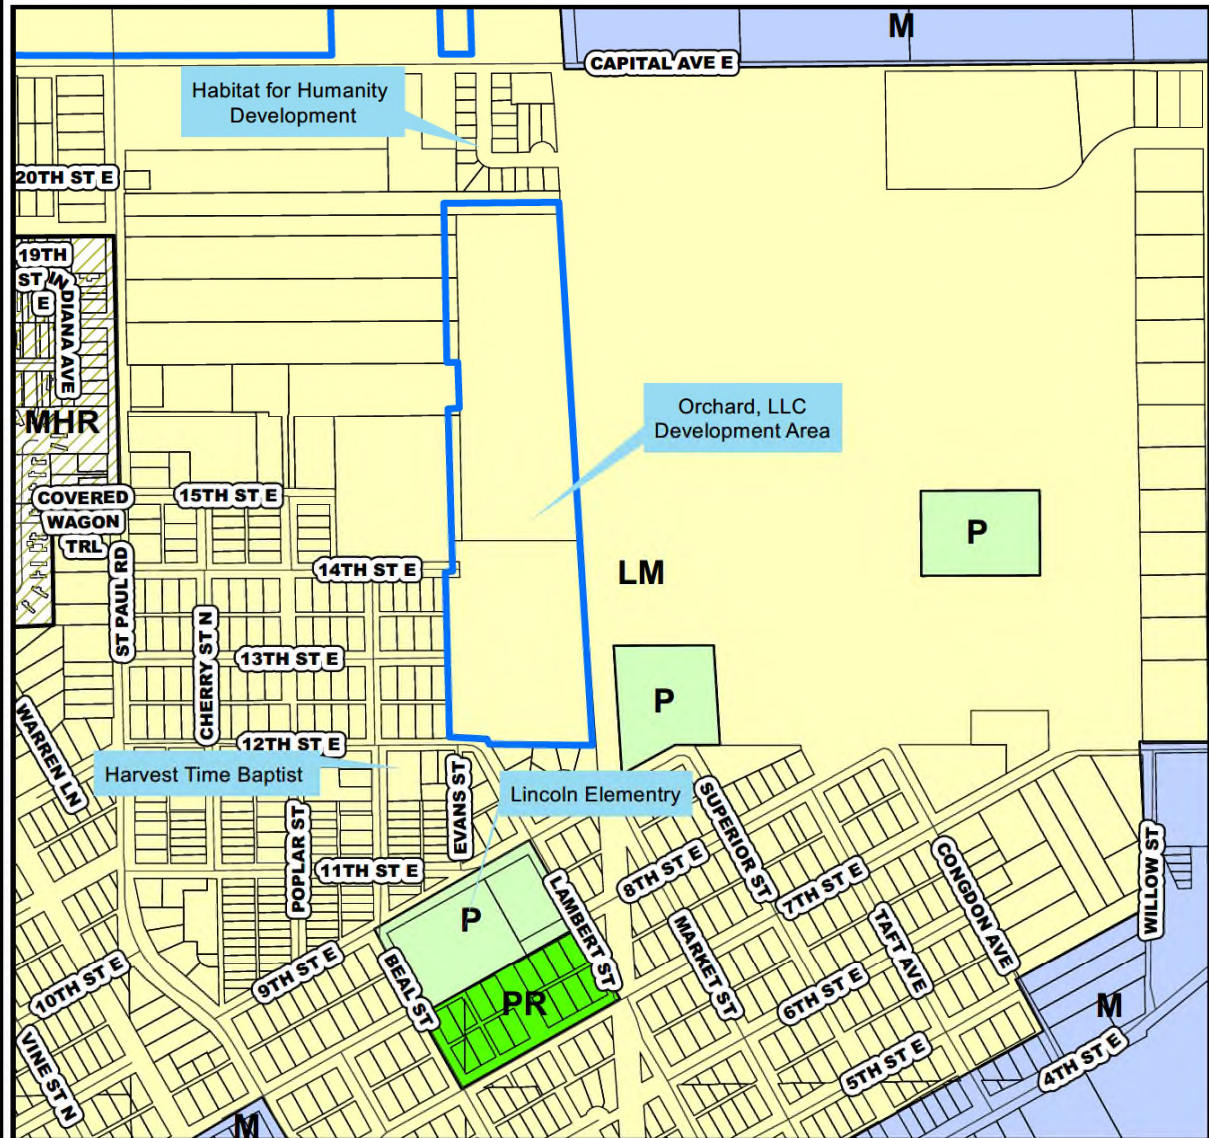 M
CAPITAL AVE E
Habitat for Humanity
Development
20TH ST E
19TH
ST
E
INDIANA AVE
MHR
Orchard, LLC
Development Area
COVERED
WAGON
TRL
15TH ST E
P
14TH ST E
LM
ST PAUL RD
CHERRY ST N
13TH ST E
P
WARREN LN
12TH ST E
Harvest Time Baptist
EVANS ST
Lincoln Elementry
SUPERIOR ST
POPLAR ST
11TH ST E
8TH ST E
7TH ST E
CONGDON AVE
WILLOW ST
P
LAMBERT ST
MARKET ST
TAFT AVE
10TH ST E
9TH ST E
BEAL ST
PR
6TH ST E
M
VINE ST N
5TH ST E
4TH ST E
M